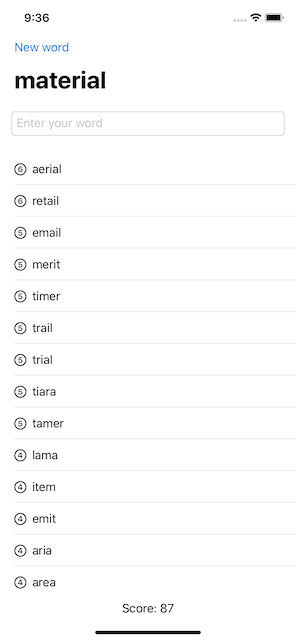 9:36
New word
material
Enter your word
6 aerial
6 retail
5 email
5 merit
5 timer
5 trail
5 trial
5 tiara
5 tamer
4 lama
4 item
4 emit
4 aria
4 area
Score: 87